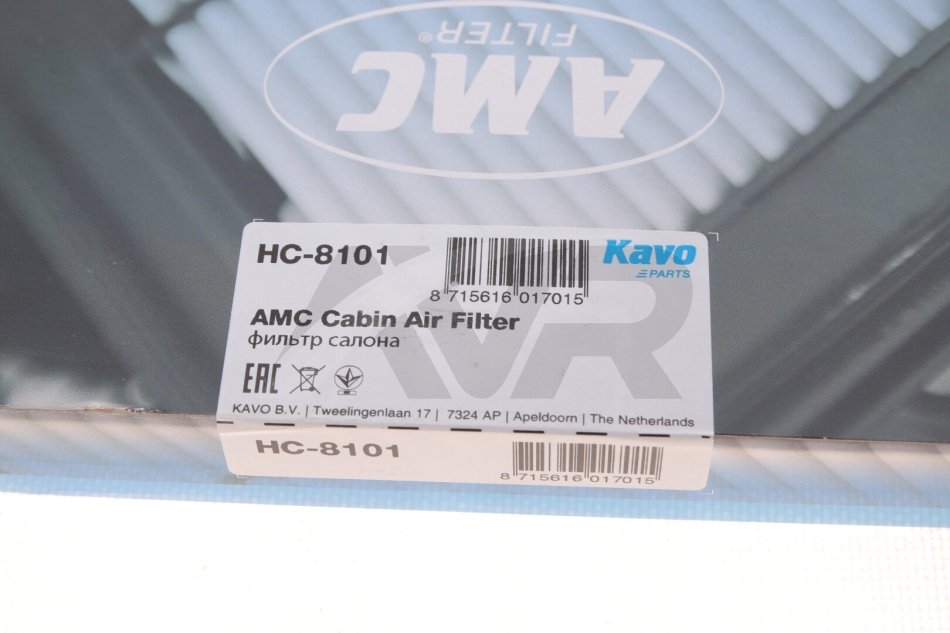 AMC
FILTER®
HC-8101
8 715616 017015
Kavo
PARTS
AMC Cabin Air Filter
фильтр салона
EAC
KVR
KAVO B.V. | Tweelingenlaan 17 | 7324 AP | Apeldoorn | The Netherlands
HC-8101
8 715616 017015